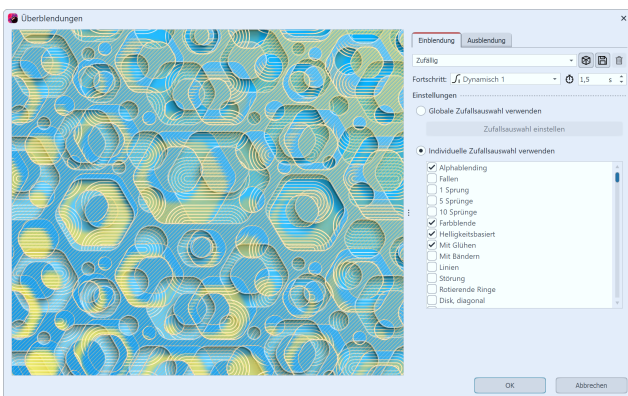 Überblendungen
Einblendung Ausblendung
Zufällig
Fortschritt: Dynamisch 1 1,5 s
Einstellungen
Globale Zufallsauswahl verwenden
Zufallsauswahl einstellen
Individuelle Zufallsauswahl verwenden
Alphablending
Fallen
1 Sprung
5 Sprünge
10 Sprünge
Farbblende
Helligkeitsbasiert
Mit Glühen
Mit Bändern
Linien
Störung
Rotierende Ringe
Disk, diagonal
OK Abbrechen